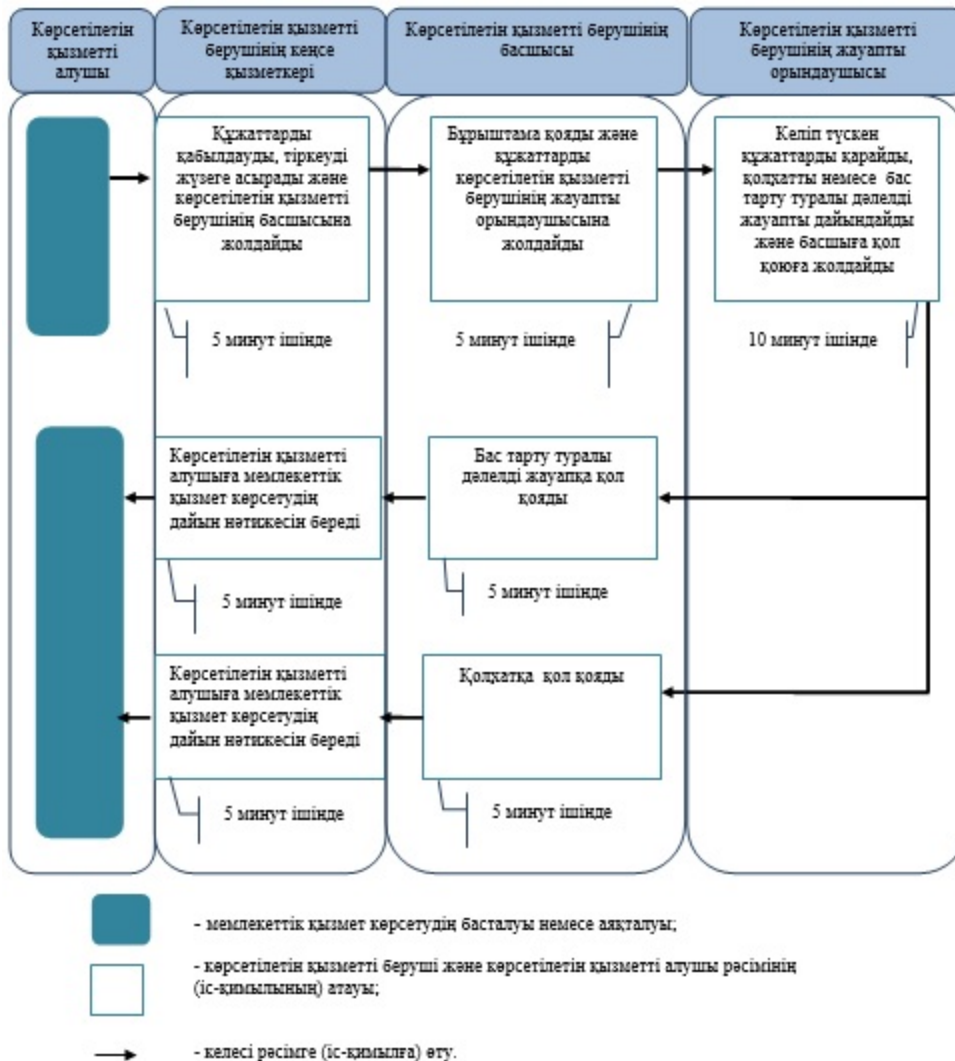 Көрсетілетін
қызметті
алушы
Көрсетілетін қызметті
берушінің кеңсе
қызметкері
Көрсетілетін қызметті берушінің
басшысы
Көрсетілетін қызметті
берушінің жауапты
орындаушысы
Құжаттарды
қабылдауды, тіркеуді
жүзеге асырады және
көрсетілетін қызметті
берушінің басшысына
жолдайды
Бұрыштама қояды және
құжаттарды
көрсетілетін қызметті
берушінің жауапты
орындаушысына
жолдайды
Келіп түскен
құжаттарды қарайды,
қолхатты немесе бас
тарту туралы дәлелді
жауапты дайындайды
және басшыға қол
қоюға жолдайды
5 минут ішінде
5 минут ішінде
10 минут ішінде
Көрсетілетін қызметті
алушыға мемлекеттік
қызмет көрсетудің
дайын нәтижесін береді
Бас тарту туралы
дәлелді жауапқа қол
қояды
5 минут ішінде
5 минут ішінде
Көрсетілетін қызметті
алушыға мемлекеттік
қызмет көрсетудің
дайын нәтижесін береді
Қолхатқа қол қояды
5 минут ішінде
5 минут ішінде
- мемлекеттік қызмет көрсетудің басталуы немесе аяқталуы;
- көрсетілетін қызметті беруші және көрсетілетін қызметті алушы рәсімінің
(іс-қимылының) атауы;
- келесі рәсімге (іс-қимылға) өту.